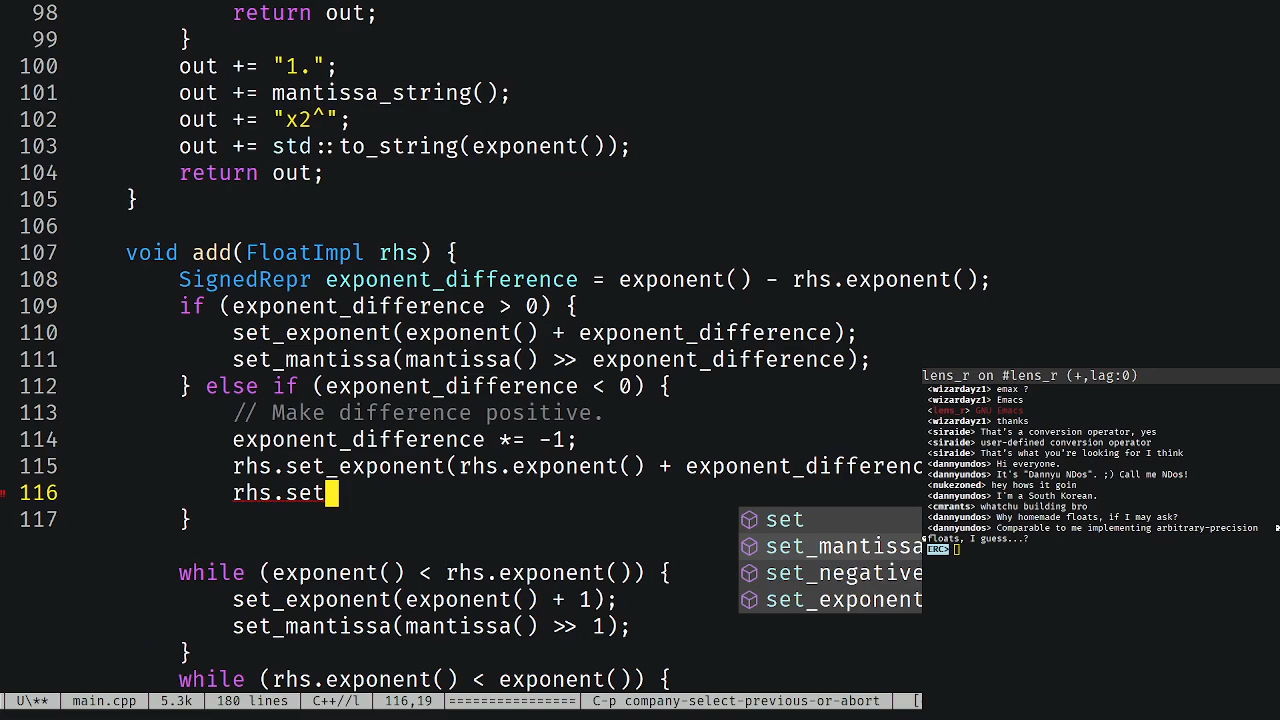 98 return out;
99 }
100 out += "1.";
101 out += mantissa_string();
102 out += "x2^";
103 out += std::to_string(exponent());
104 return out;
105 }
106
107 void add(FloatImpl rhs) {
108 SignedRepr exponent_difference = exponent() - rhs.exponent();
109 if (exponent_difference > 0) {
110 set_exponent(exponent() + exponent_difference);
111 set_mantissa(mantissa() >> exponent_difference);
112 } else if (exponent_difference < 0) {
113 // Make difference positive.
114 exponent_difference *= -1;
115 rhs.set_exponent(rhs.exponent() + exponent_differenc
116 rhs.set
117 }
while (exponent() < rhs.exponent()) {
set_exponent(exponent() + 1);
set_mantissa(mantissa() >> 1);
}
while (rhs.exponent() < exponent()) {
set
set_mantissa
set_negative
set_exponent
lens_r on #lens_r (+,lag:0)
<wizardayz1> emax ?
<wizardayz1> Emacs
<lens_r> GNU Emacs
<wizardayz1> thanks
<siraide> That's a conversion operator, yes
<siraide> user-defined conversion operator
<siraide> That's what you're looking for I think
<dannyundos> Hi everyone.
<dannyundos> It's "Dannyu NDos". ;) Call me NDos!
<nukezoned> hey hows it goin
<dannyundos> I'm a South Korean.
<cmrants> whatchu building bro
<dannyundos> Why homemade floats, if I may ask?
<dannyundos> Comparable to me implementing arbitrary-precision
floats, I guess...?
ERC>
U\** main.cpp 5.3k 180 lines C++//l 116,19 =============== C-p company-select-previous-or-abort [